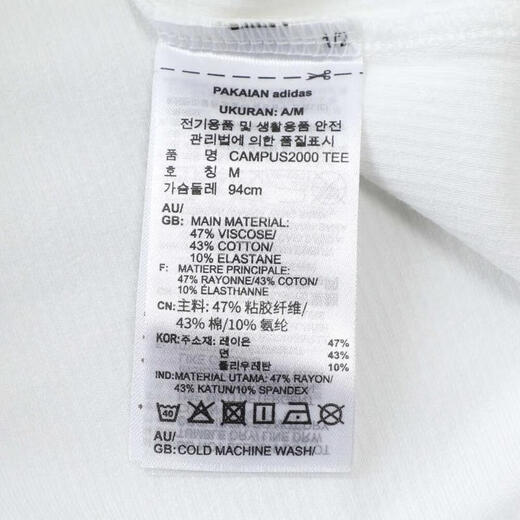 PAKAIAN adidas
UKURAN: A/M
전기용품 및 생활용품 안전
관리법에 의한 품질표시
품 명 CAMPUS2000 TEE
호 칭 M
가슴둘레 94cm
AU/
GB: MAIN MATERIAL:
47% VISCOSE/
43% COTTON/
10% ELASTANE
F: MATIERE PRINCIPALE:
47% RAYONNE/43% COTON/
10% ÉLASTHANNE
CN:主料: 47% 粘胶纤维/
43% 棉/10% 氨纶
KOR:주소재: 레이온 47%
면 43%
폴리우레탄 10%
IND:MATERIAL UTAMA: 47% RAYON/
43% KATUN/10% SPANDEX
40
AU/
GB:COLD MACHINE WASH/